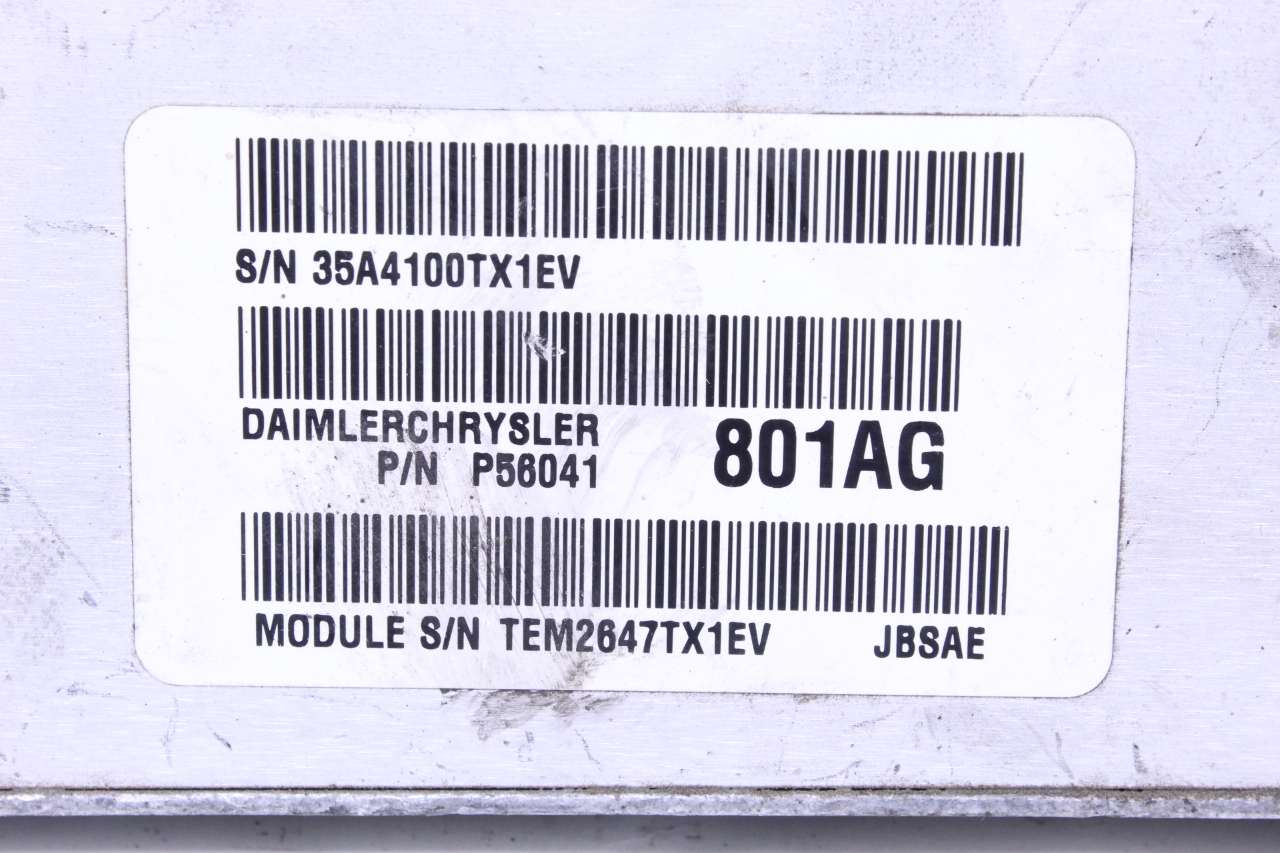 S/N 35A4100TX1EV
DAIMLERCHRYSLER 801AG
P/N P56041
MODULE S/N TEM2647TX1EV JBSAE